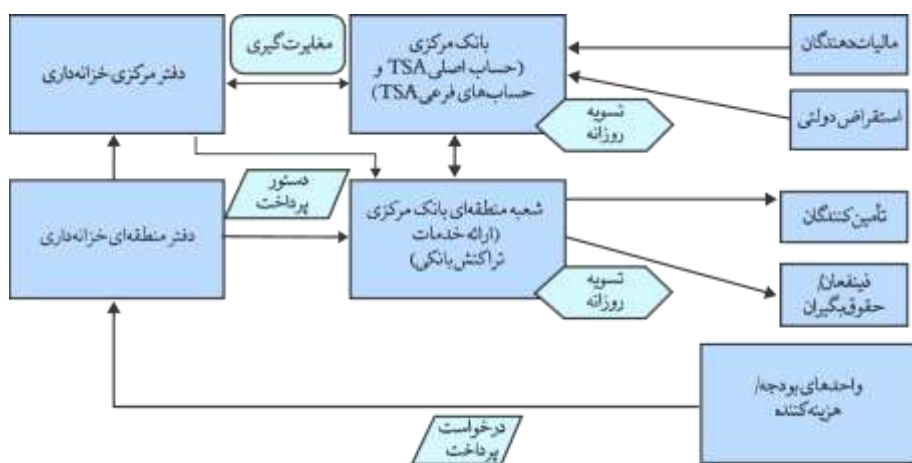 مالیات‌دهندگان
بانک مرکزی
(حساب اصلی TSA و
حساب‌های فرعی TSA)
مغایرت‌گیری
دفتر مرکزی خزانه‌داری
استقراض دولتی
تسویه
روزانه
تأمین‌کنندگان
شعبه منطقه‌ای بانک مرکزی
(ارائه خدمات
تراکنش بانکی)
دستور
پرداخت
دفتر منطقه‌ای خزانه‌داری
ذینفعان/
حقوق‌بگیران
تسویه
روزانه
واحدهای بودجه/
هزینه‌کننده
درخواست
پرداخت